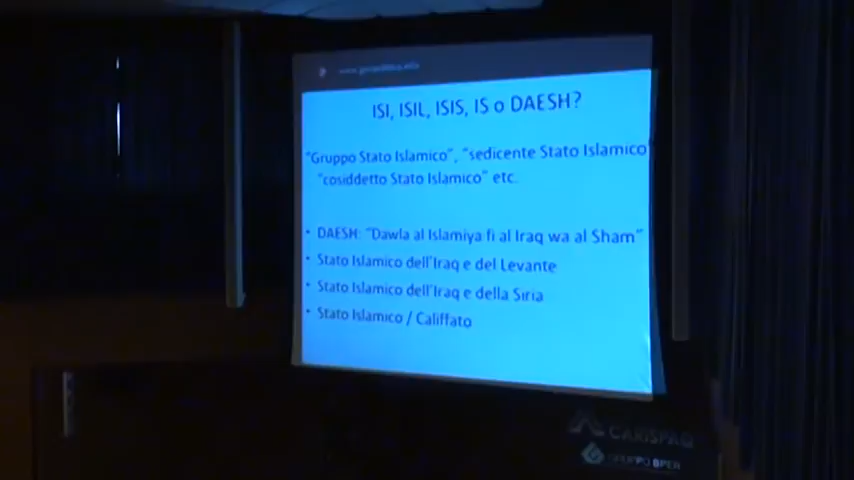 ISI, ISIL, ISIS, IS o DAESH?
"Gruppo Stato Islamico", "sedicente Stato Islamico"
"cosiddetto Stato Islamico" etc.
• DAESH: "Dawla al Islamiya fi al Iraq wa al Sham"
• Stato Islamico dell'Iraq e del Levante
• Stato Islamico dell'Iraq e della Siria
• Stato Islamico / Califfato
CARISPAQ
GRUPPO BPER